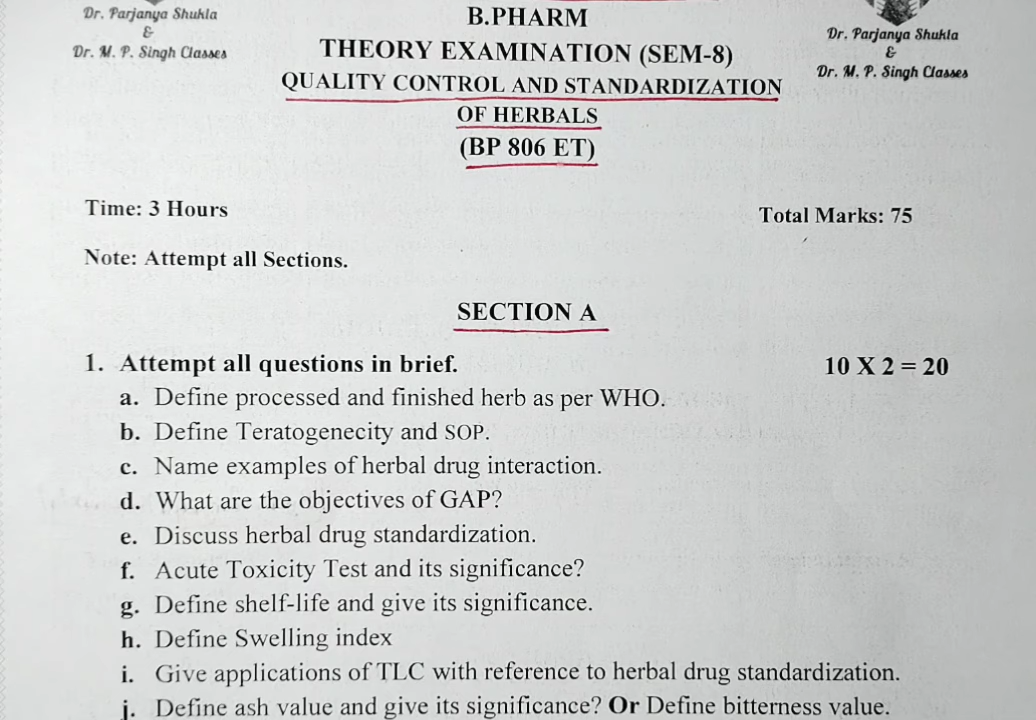 Dr. Parjanya Shukla
&
Dr. M. P. Singh Classes
B.PHARM
THEORY EXAMINATION (SEM-8)
QUALITY CONTROL AND STANDARDIZATION
OF HERBALS
(BP 806 ET)
Dr. Parjanya Shukla
&
Dr. M. P. Singh Classes
Time: 3 Hours
Total Marks: 75
Note: Attempt all Sections.
SECTION A
1. Attempt all questions in brief. 10 X 2 = 20
a. Define processed and finished herb as per WHO.
b. Define Teratogenecity and SOP.
c. Name examples of herbal drug interaction.
d. What are the objectives of GAP?
e. Discuss herbal drug standardization.
f. Acute Toxicity Test and its significance?
g. Define shelf-life and give its significance.
h. Define Swelling index
i. Give applications of TLC with reference to herbal drug standardization.
j. Define ash value and give its significance? Or Define bitterness value.